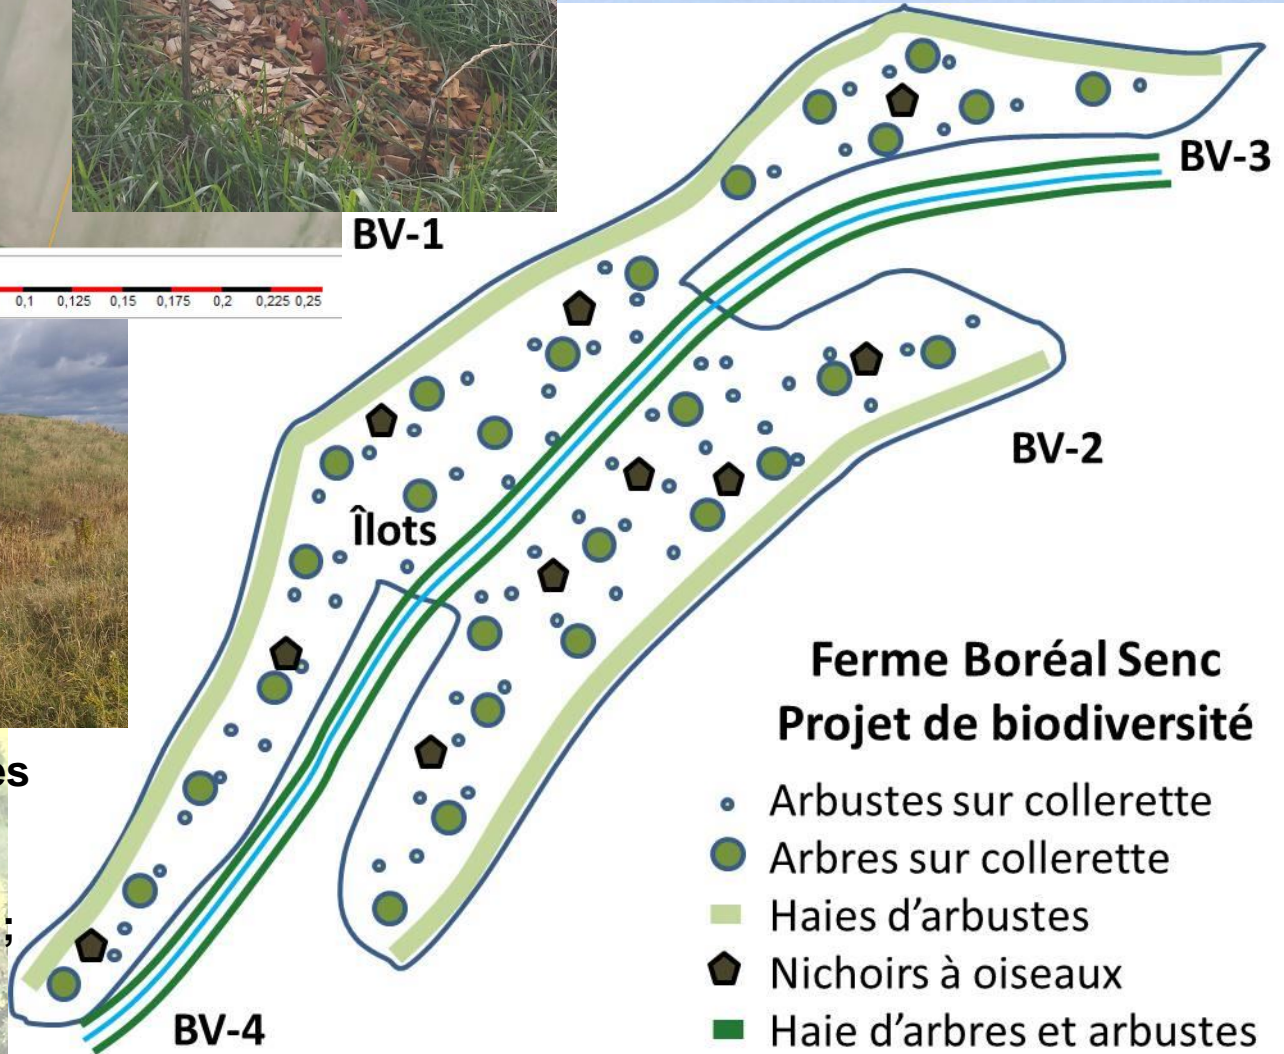 BV-3
BV-1
0,1 0,125 0,15 0,175 0,2 0,225 0,25
BV-2
Îlots
Ferme Boréal Senc
Projet de biodiversité
es
Arbustes sur collerette
Arbres sur collerette
Haies d'arbustes
;
Nichoirs à oiseaux
BV-4
Haie d'arbres et arbustes